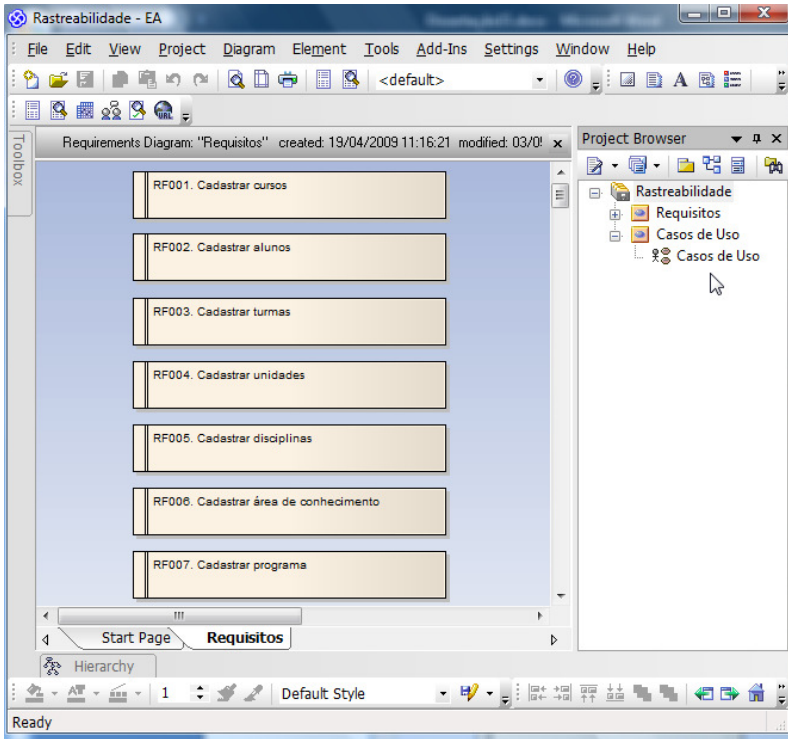 Rastreabilidade - EA
File Edit View Project Diagram Element Tools Add-Ins Settings Window Help
<default>
Toolbox
Requirements Diagram: "Requisitos" created: 19/04/2009 11:16:21 modified: 03/0
RF001. Cadastrar cursos
RF002. Cadastrar alunos
RF003. Cadastrar turmas
RF004. Cadastrar unidades
RF005. Cadastrar disciplinas
RF006. Cadastrar área de conhecimento
RF007. Cadastrar programa
Start Page Requisitos
Project Browser
Rastreabilidade
Requisitos
Casos de Uso
Casos de Uso
Hierarchy
1 Default Style
Ready